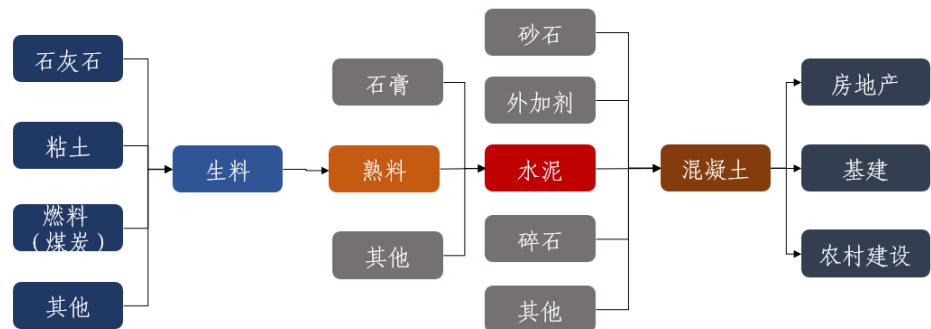 石灰石
粘土
燃料
（煤炭）
其他
生料
石膏
熟料
其他
砂石
外加剂
水泥
碎石
其他
混凝土
房地产
基建
农村建设